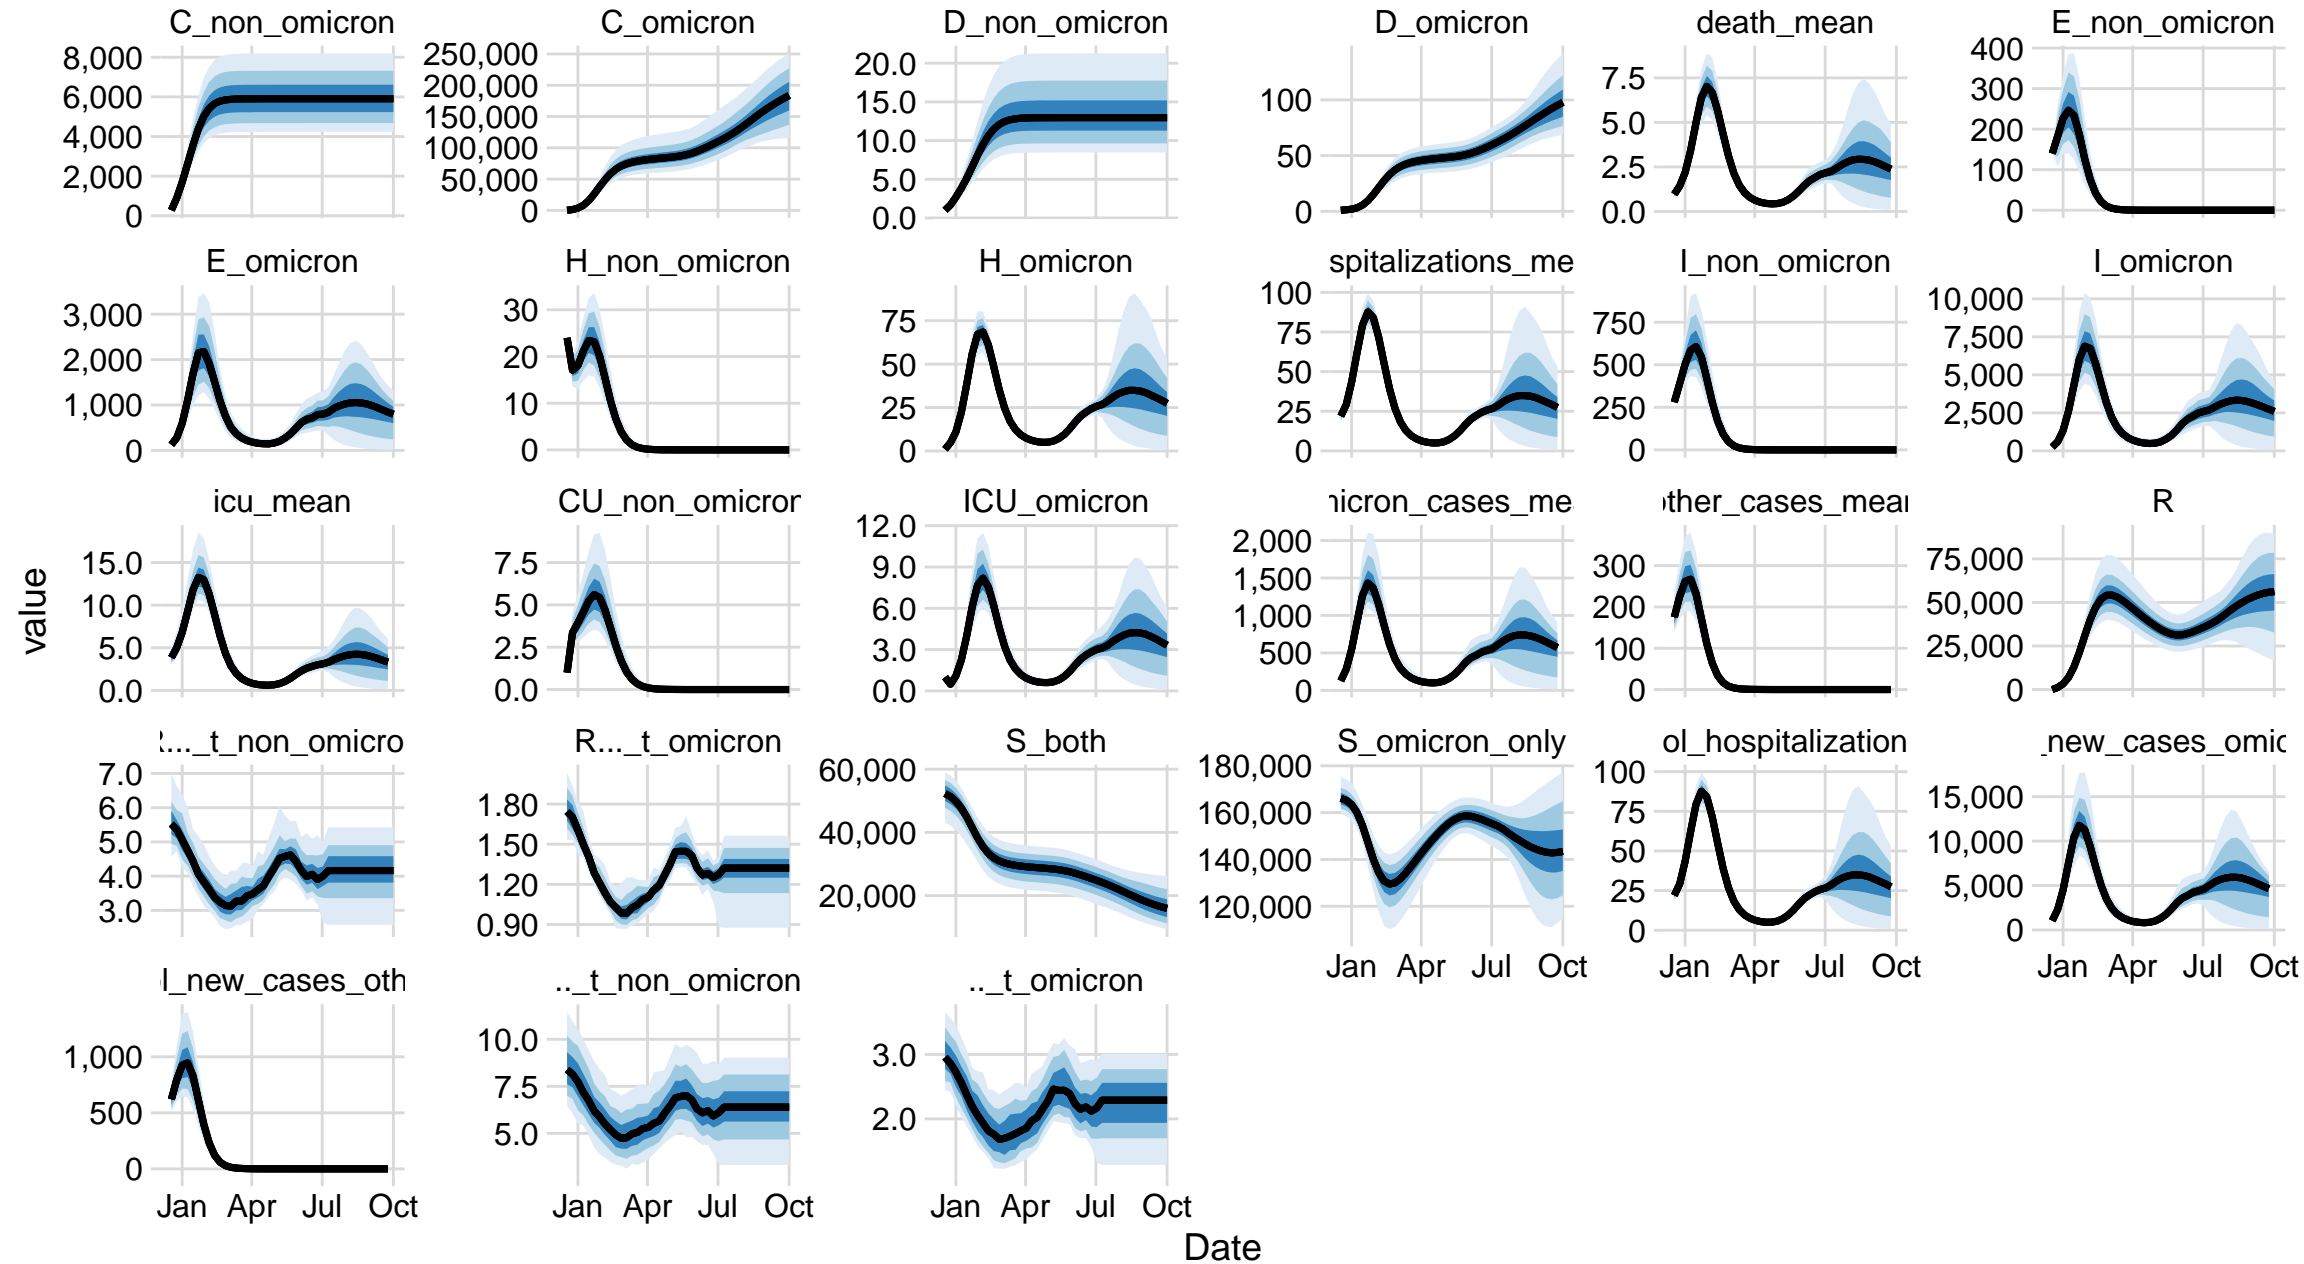 C_non_omicron C_omicron D_non_omicron D_omicron death_mean E_non_omicron
8,000 6,000 4,000 2,000 0
250,000 200,000 150,000 100,000 50,000 0
20.0 15.0 10.0 5.0 0.0
100 50 0
7.5 5.0 2.5 0.0
400 300 200 100 0
E_omicron H_non_omicron H_omicron spitalizations_me I_non_omicron I_omicron
3,000 2,000 1,000 0
30 20 10 0
75 50 25 0
100 75 50 25 0
750 500 250 0
10,000 7,500 5,000 2,500 0
icu_mean CU_non_omicron ICU_omicron nicron_cases_me other_cases_mean R
15.0 10.0 5.0 0.0
7.5 5.0 2.5 0.0
12.0 9.0 6.0 3.0 0.0
2,000 1,500 1,000 500 0
300 200 100 0
75,000 50,000 25,000 0
R..._t_non_omicro R..._t_omicron S_both S_omicron_only ol_hospitalization _new_cases_omic
7.0 6.0 5.0 4.0 3.0
1.80 1.50 1.20 0.90
60,000 40,000 20,000
180,000 160,000 140,000 120,000
100 75 50 25 0
15,000 10,000 5,000 0
Jan Apr Jul Oct Jan Apr Jul Oct Jan Apr Jul Oct
l_new_cases_oth .._t_non_omicron .._t_omicron
1,000 500 0
10.0 7.5 5.0
3.0 2.0
Jan Apr Jul Oct Jan Apr Jul Oct Jan Apr Jul Oct
value
Date